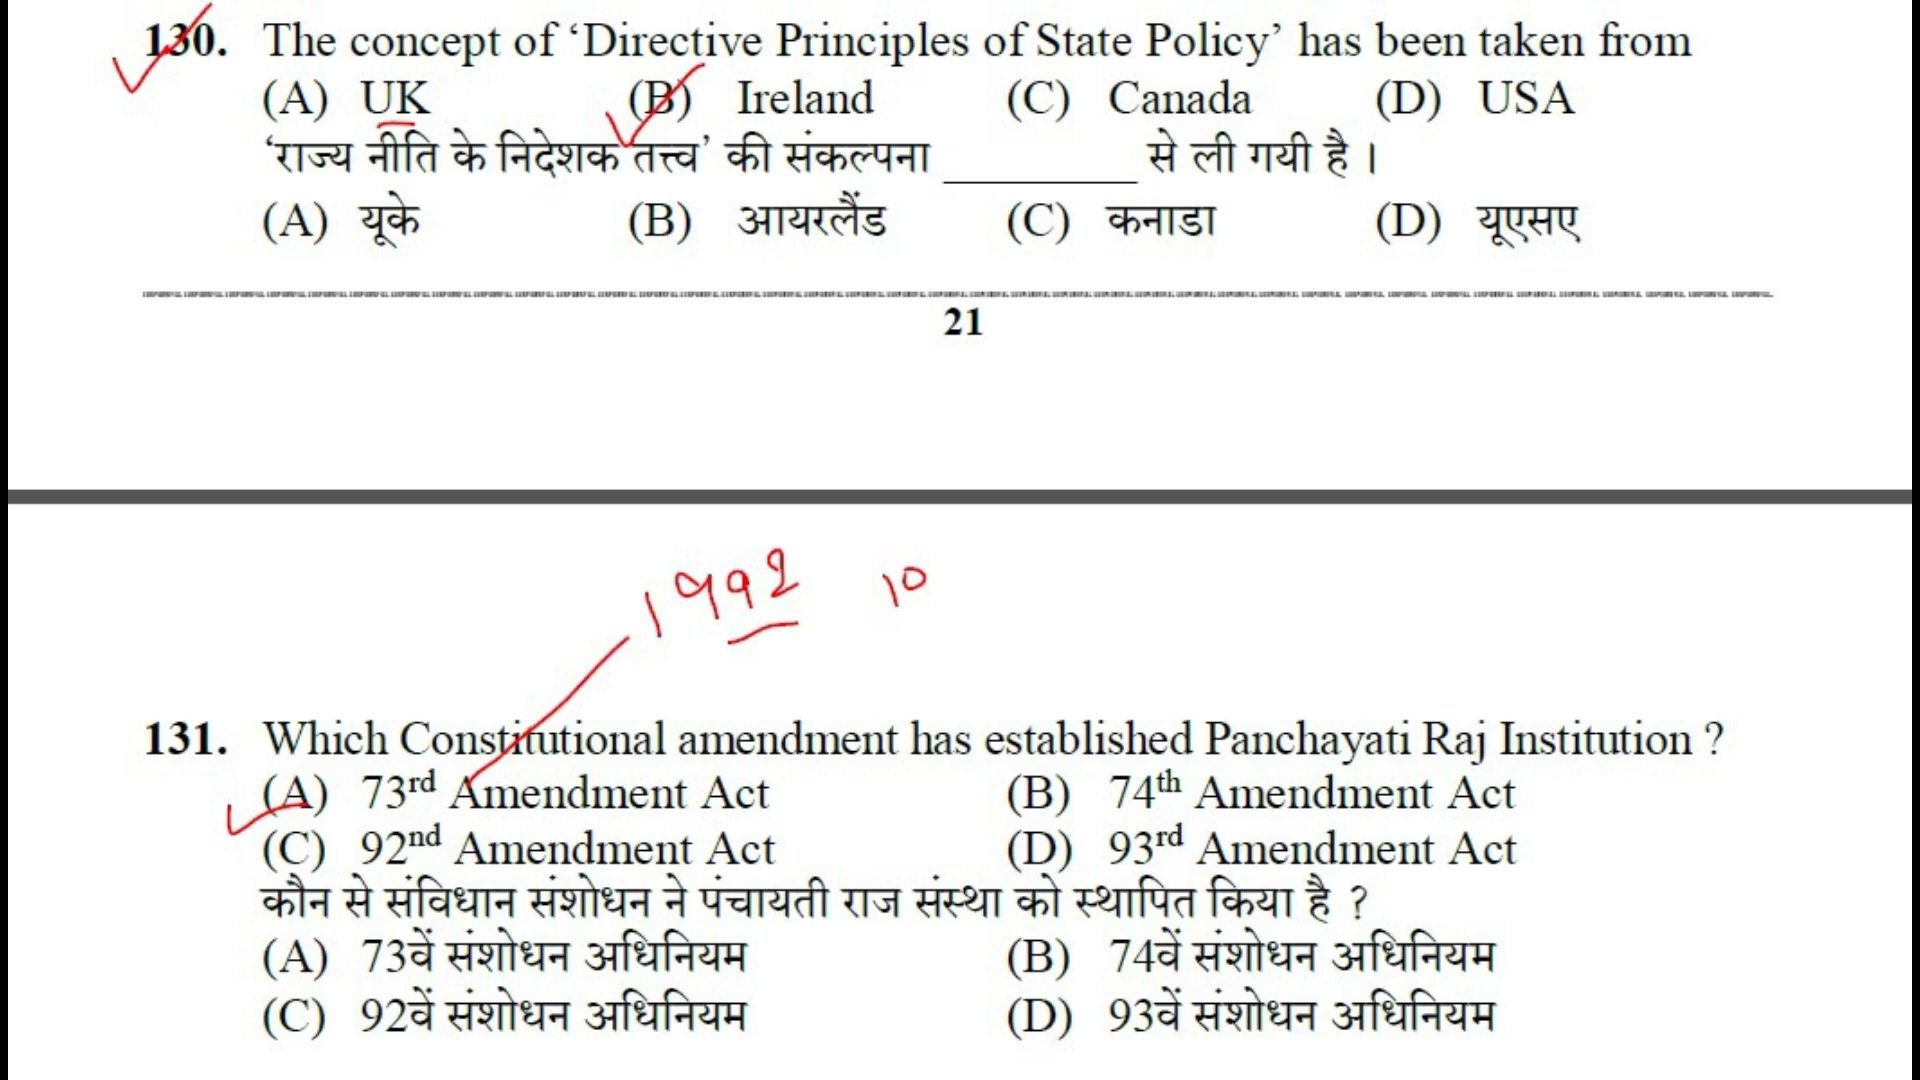 130. The concept of ‘Directive Principles of State Policy’ has been taken from
(A) UK (B) Ireland (C) Canada (D) USA
‘राज्य नीति के निदेशक तत्त्व’ की संकल्पना ________ से ली गयी है ।
(A) यूके (B) आयरलैंड (C) कनाडा (D) यूएसए
21
1992 10
131. Which Constitutional amendment has established Panchayati Raj Institution ?
(A) 73rd Amendment Act (B) 74th Amendment Act
(C) 92nd Amendment Act (D) 93rd Amendment Act
कौन से संविधान संशोधन ने पंचायती राज संस्था को स्थापित किया है ?
(A) 73वें संशोधन अधिनियम (B) 74वें संशोधन अधिनियम
(C) 92वें संशोधन अधिनियम (D) 93वें संशोधन अधिनियम